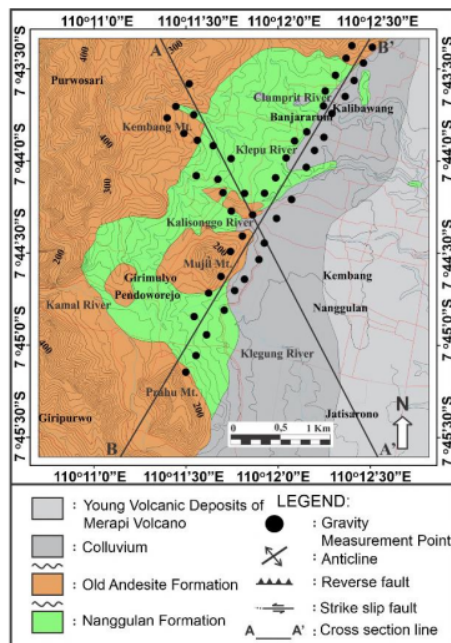 110°11'0"E 110°11'30"E 110°12'0"E 110°12'30"E
7°43'30"S
7°44'0"S
7°44'30"S
7°45'0"S
7°45'30"S
400
300
A
B'
Purwosari
Clumprit River
Kalibawang
Banjararum
Kembang Mt.
400
Klepu River
300
Kalisonggo River
200
200
Mujil Mt.
Kembang
Girimulyo
Pendoworejo
Nanggulan
Kamal River
400
Klegung River
Prahu Mt.
Giripurwo
200
Jatisarono
N
0 0,5 1 Km
B
A'
7°43'30"S
7°44'0"S
7°44'30"S
7°45'0"S
7°45'30"S
110°11'0"E 110°11'30"E 110°12'0"E 110°12'30"E
: Young Volcanic Deposits of
Merapi Volcano
: Colluvium
: Old Andesite Formation
: Nanggulan Formation
LEGEND:
: Gravity
Measurement Point
: Anticline
: Reverse fault
: Strike slip fault
A A' : Cross section line